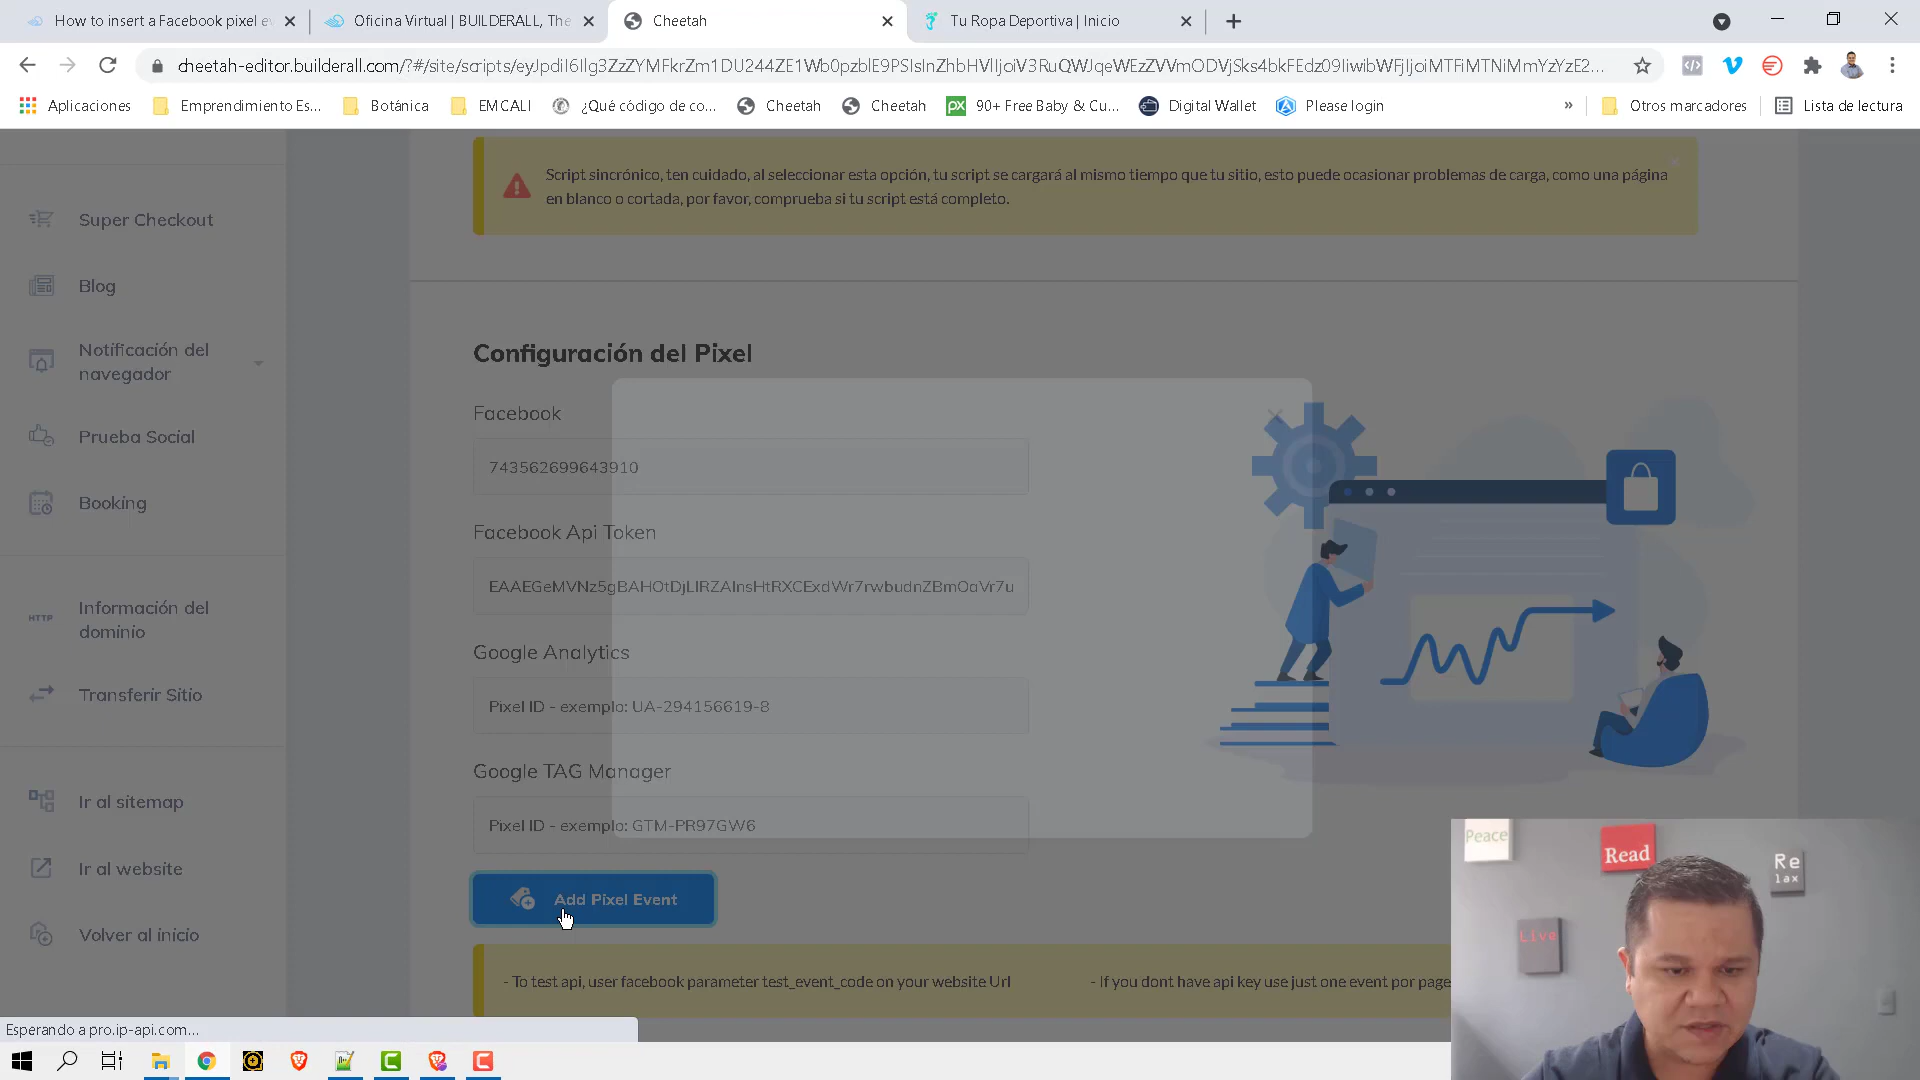 How to insert a Facebook pixel e
Oficina Virtual | BUILDERALL, The
Cheetah
Tu Ropa Deportiva | Inicio
cheetah-editor.builderall.com
Aplicaciones
Emprendimiento Es...
Botánica
EMCALI
¿Qué código de co...
Cheetah
Cheetah
90+ Free Baby & Cu...
Digital Wallet
Please login
»
Otros marcadores
Lista de lectura
Script sincrónico, ten cuidado, al seleccionar esta opción, tu script se cargará al mismo tiempo que tu sitio, esto puede ocasionar problemas de carga, como una página
en blanco o cortada, por favor, comprueba si tu script está completo.
Super Checkout
Blog
Notificación del
navegador
Prueba Social
Booking
HTTP
Información del
dominio
Transferir Sitio
Ir al sitemap
Ir al website
Volver al inicio
Configuración del Pixel
Facebook
743562699643910
Facebook Api Token
Google Analytics
Pixel ID - exemplo: UA-294156619-8
Google TAG Manager
Pixel ID - exemplo: GTM-PR97GW6
Add Pixel Event
- To test api, user facebook parameter test_event_code on your website Url
- If you dont have api key use just one event por page
Esperando a pro.ip-api.com...
Peace
Read
Re
lax
Live